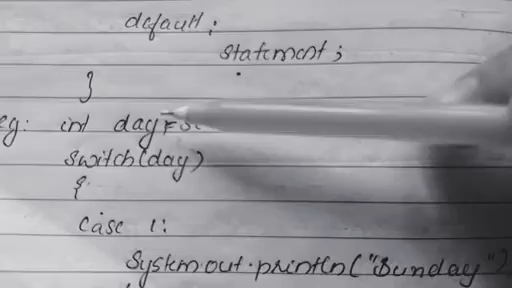 default;
statement;
}
eg: int day
switch(day)
{
case 1:
System.out.println("Sunday")